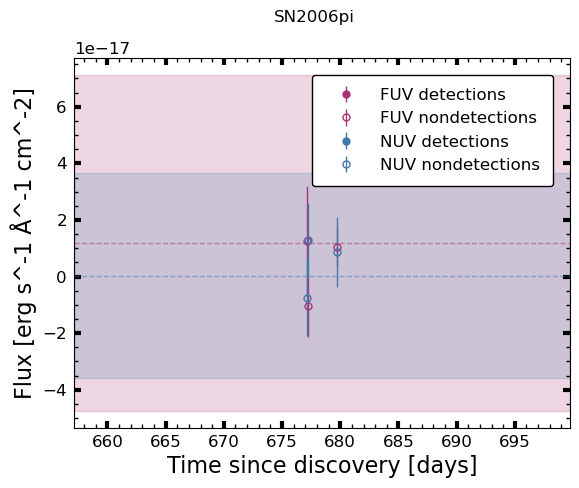 SN2006pi
1e−17
6
4
2
0
−2
−4
Flux [erg s^-1 Å^-1 cm^-2]
FUV detections
FUV nondetections
NUV detections
NUV nondetections
660 665 670 675 680 685 690 695
Time since discovery [days]